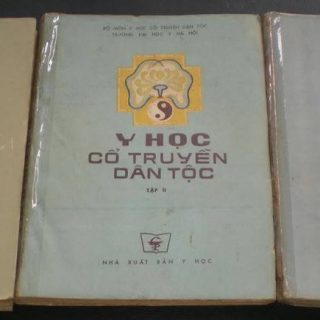 BỘ MÔN Y HỌC CỔ TRUYỀN DÂN TỘC
TRƯỜNG ĐẠI HỌC Y HÀ NỘI
Y HỌC
CỔ TRUYỀN
DÂN TỘC
TẬP II
NHÀ XUẤT BẢN Y HỌC